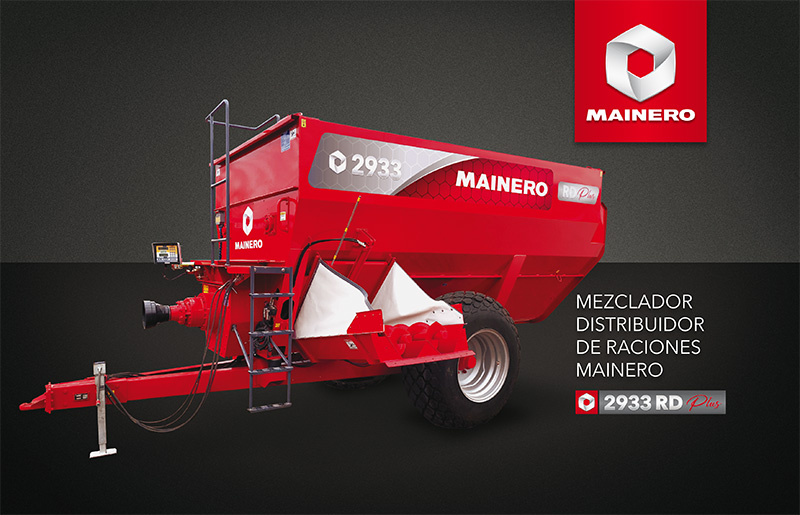 MAINERO
2933
MAINERO
RD Plus
MAINERO
MEZCLADOR
DISTRIBUIDOR
DE RACIONES
MAINERO
2933 RD Plus